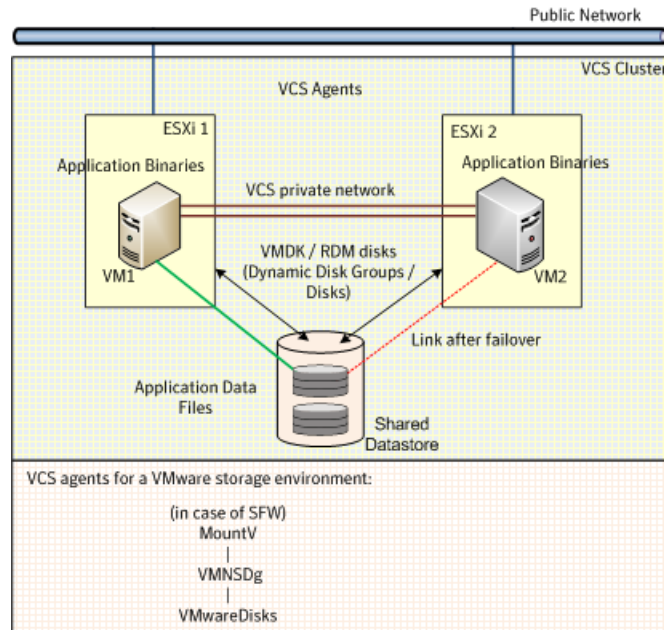 Public Network
VCS Cluster
VCS Agents
ESXi 1
ESXi 2
Application Binaries
Application Binaries
VCS private network
VMDK / RDM disks
(Dynamic Disk Groups /
Disks)
VM1
VM2
Link after failover
Application Data
Files
Shared
Datastore
VCS agents for a VMware storage environment:
(in case of SFW)
MountV
|
VMNSDg
|
VMwareDisks